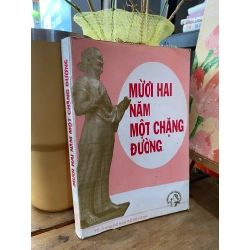 MƯỜI HAI
NĂM
MỘT CHẶNG
ĐƯỜNG
MƯỜI HAI NĂM MỘT CHẶNG ĐƯỜNG